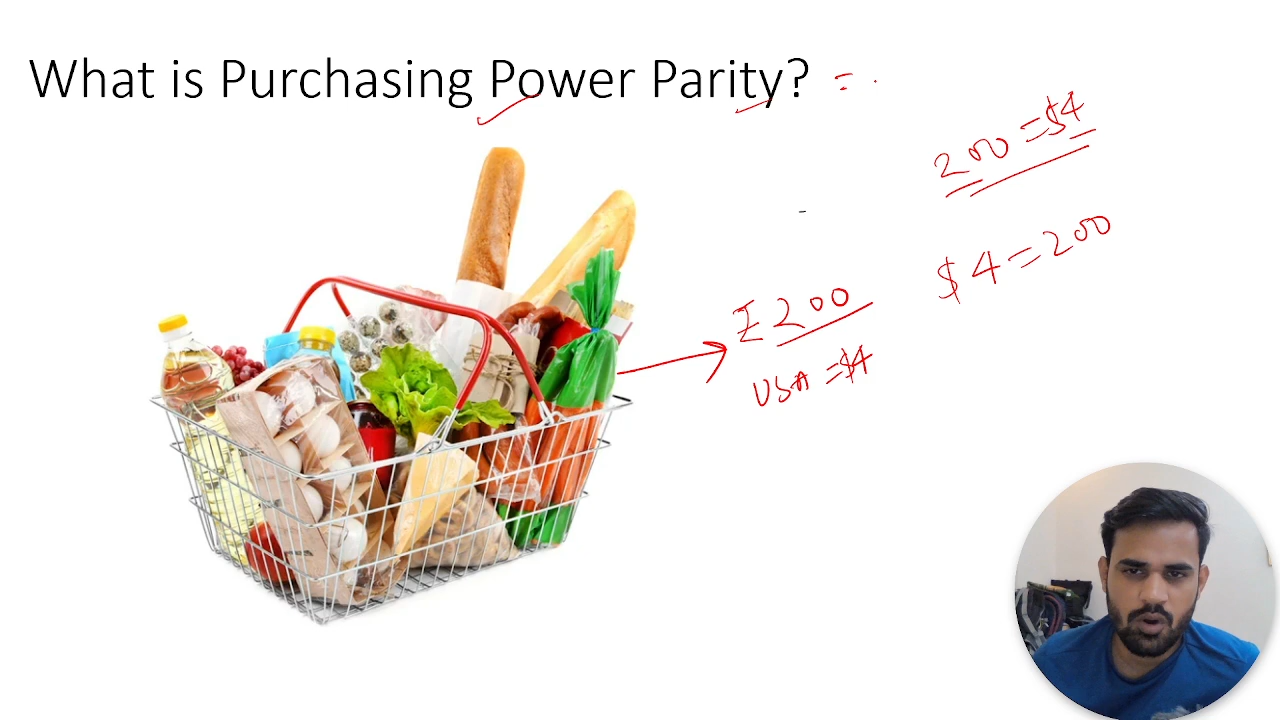 What is Purchasing Power Parity? =
200 = $4
$4 = 200
₹200
USA = $4